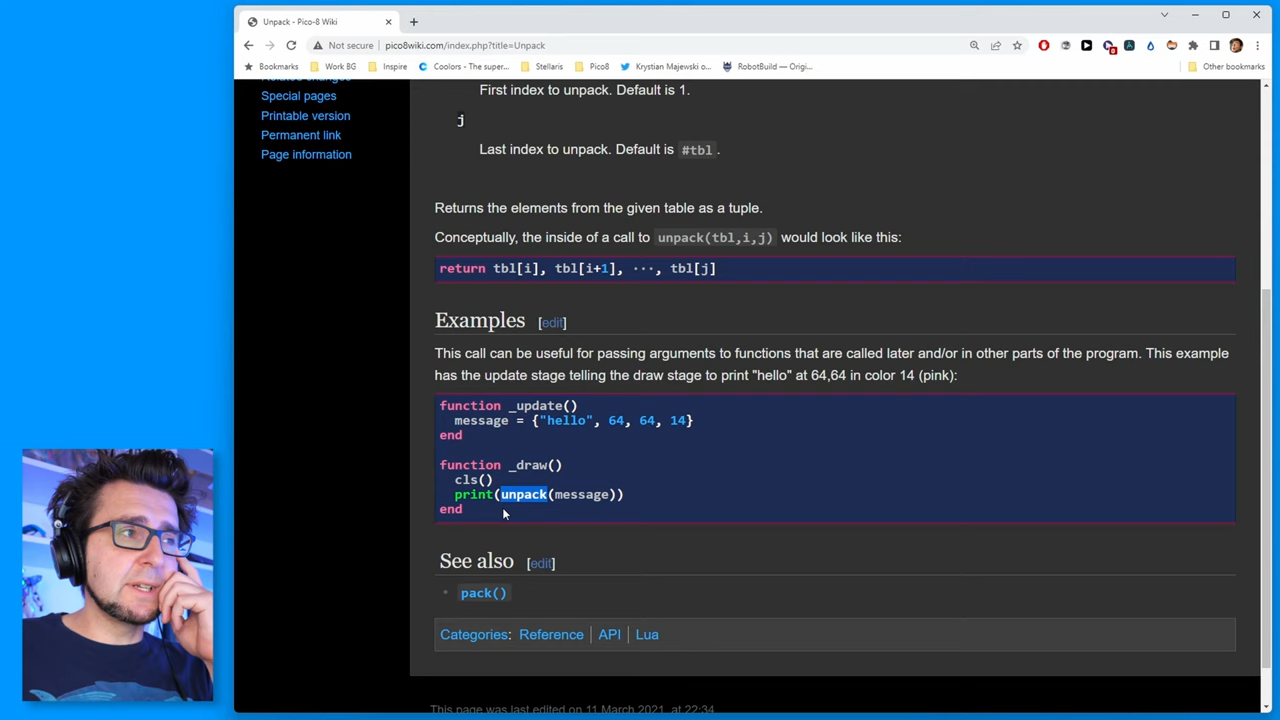 Unpack - Pico-8 Wiki
Not secure pico8wiki.com/index.php?title=Unpack
Bookmarks Work BG Inspire Coolors - The super... Stellaris Pico8 Krystian Majewski o... RobotBuild — Origi... Other bookmarks
Related changes
Special pages
Printable version
Permanent link
Page information
First index to unpack. Default is 1.
j
Last index to unpack. Default is #tbl.
Returns the elements from the given table as a tuple.
Conceptually, the inside of a call to unpack(tbl,i,j) would look like this:
return tbl[i], tbl[i+1], ···, tbl[j]
Examples [edit]
This call can be useful for passing arguments to functions that are called later and/or in other parts of the program. This example
has the update stage telling the draw stage to print "hello" at 64,64 in color 14 (pink):
function _update()
message = {"hello", 64, 64, 14}
end
function _draw()
cls()
print(unpack(message))
end
See also [edit]
pack()
Categories: Reference | API | Lua
This page was last edited on 11 March 2021, at 22:34